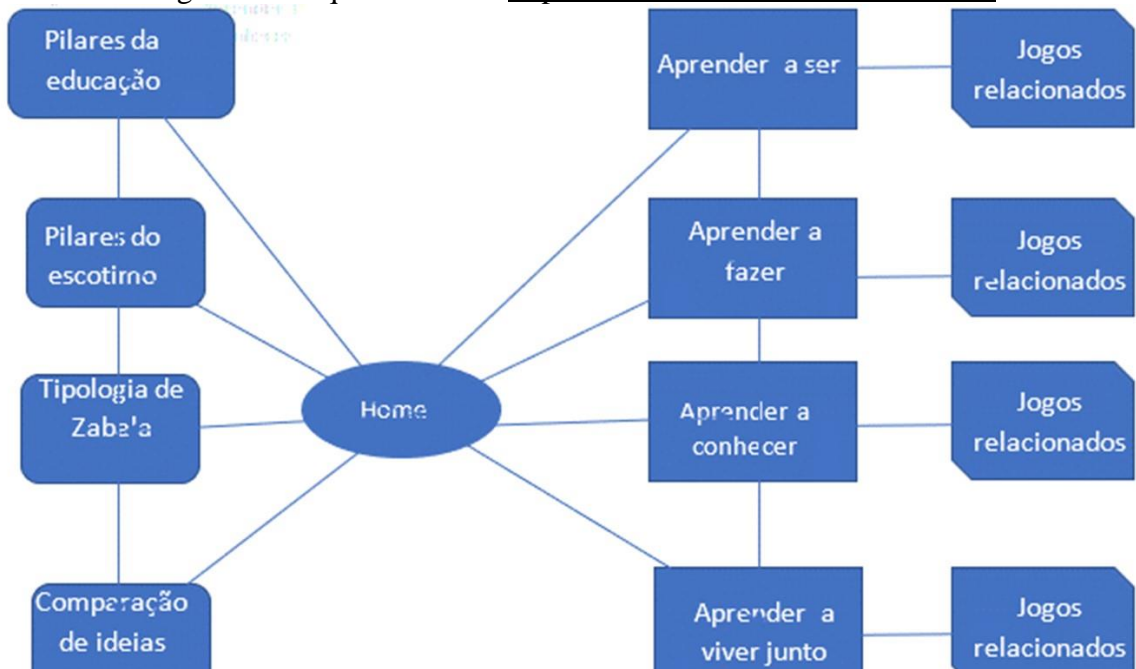 Pilares da
educação
Pilares do
escotimo
Tipologia de
Zabala
Comparação
de ideias
Home
Aprender a ser
Aprender a
fazer
Aprender a
conhecer
Aprender a
viver junto
Jogos
relacionados
Jogos
relacionados
Jogos
relacionados
Jogos
relacionados